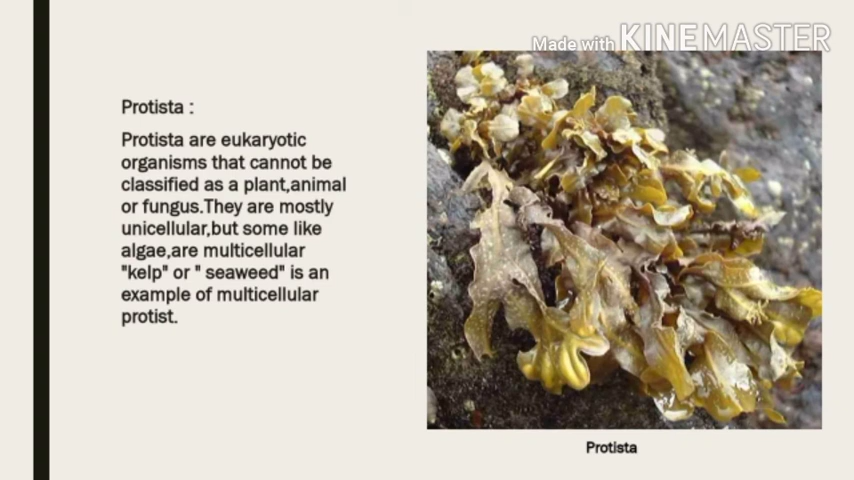 Made with KINEMASTER
Protista :
Protista are eukaryotic
organisms that cannot be
classified as a plant,animal
or fungus.They are mostly
unicellular,but some like
algae,are multicellular
"kelp" or " seaweed" is an
example of multicellular
protist.
Protista